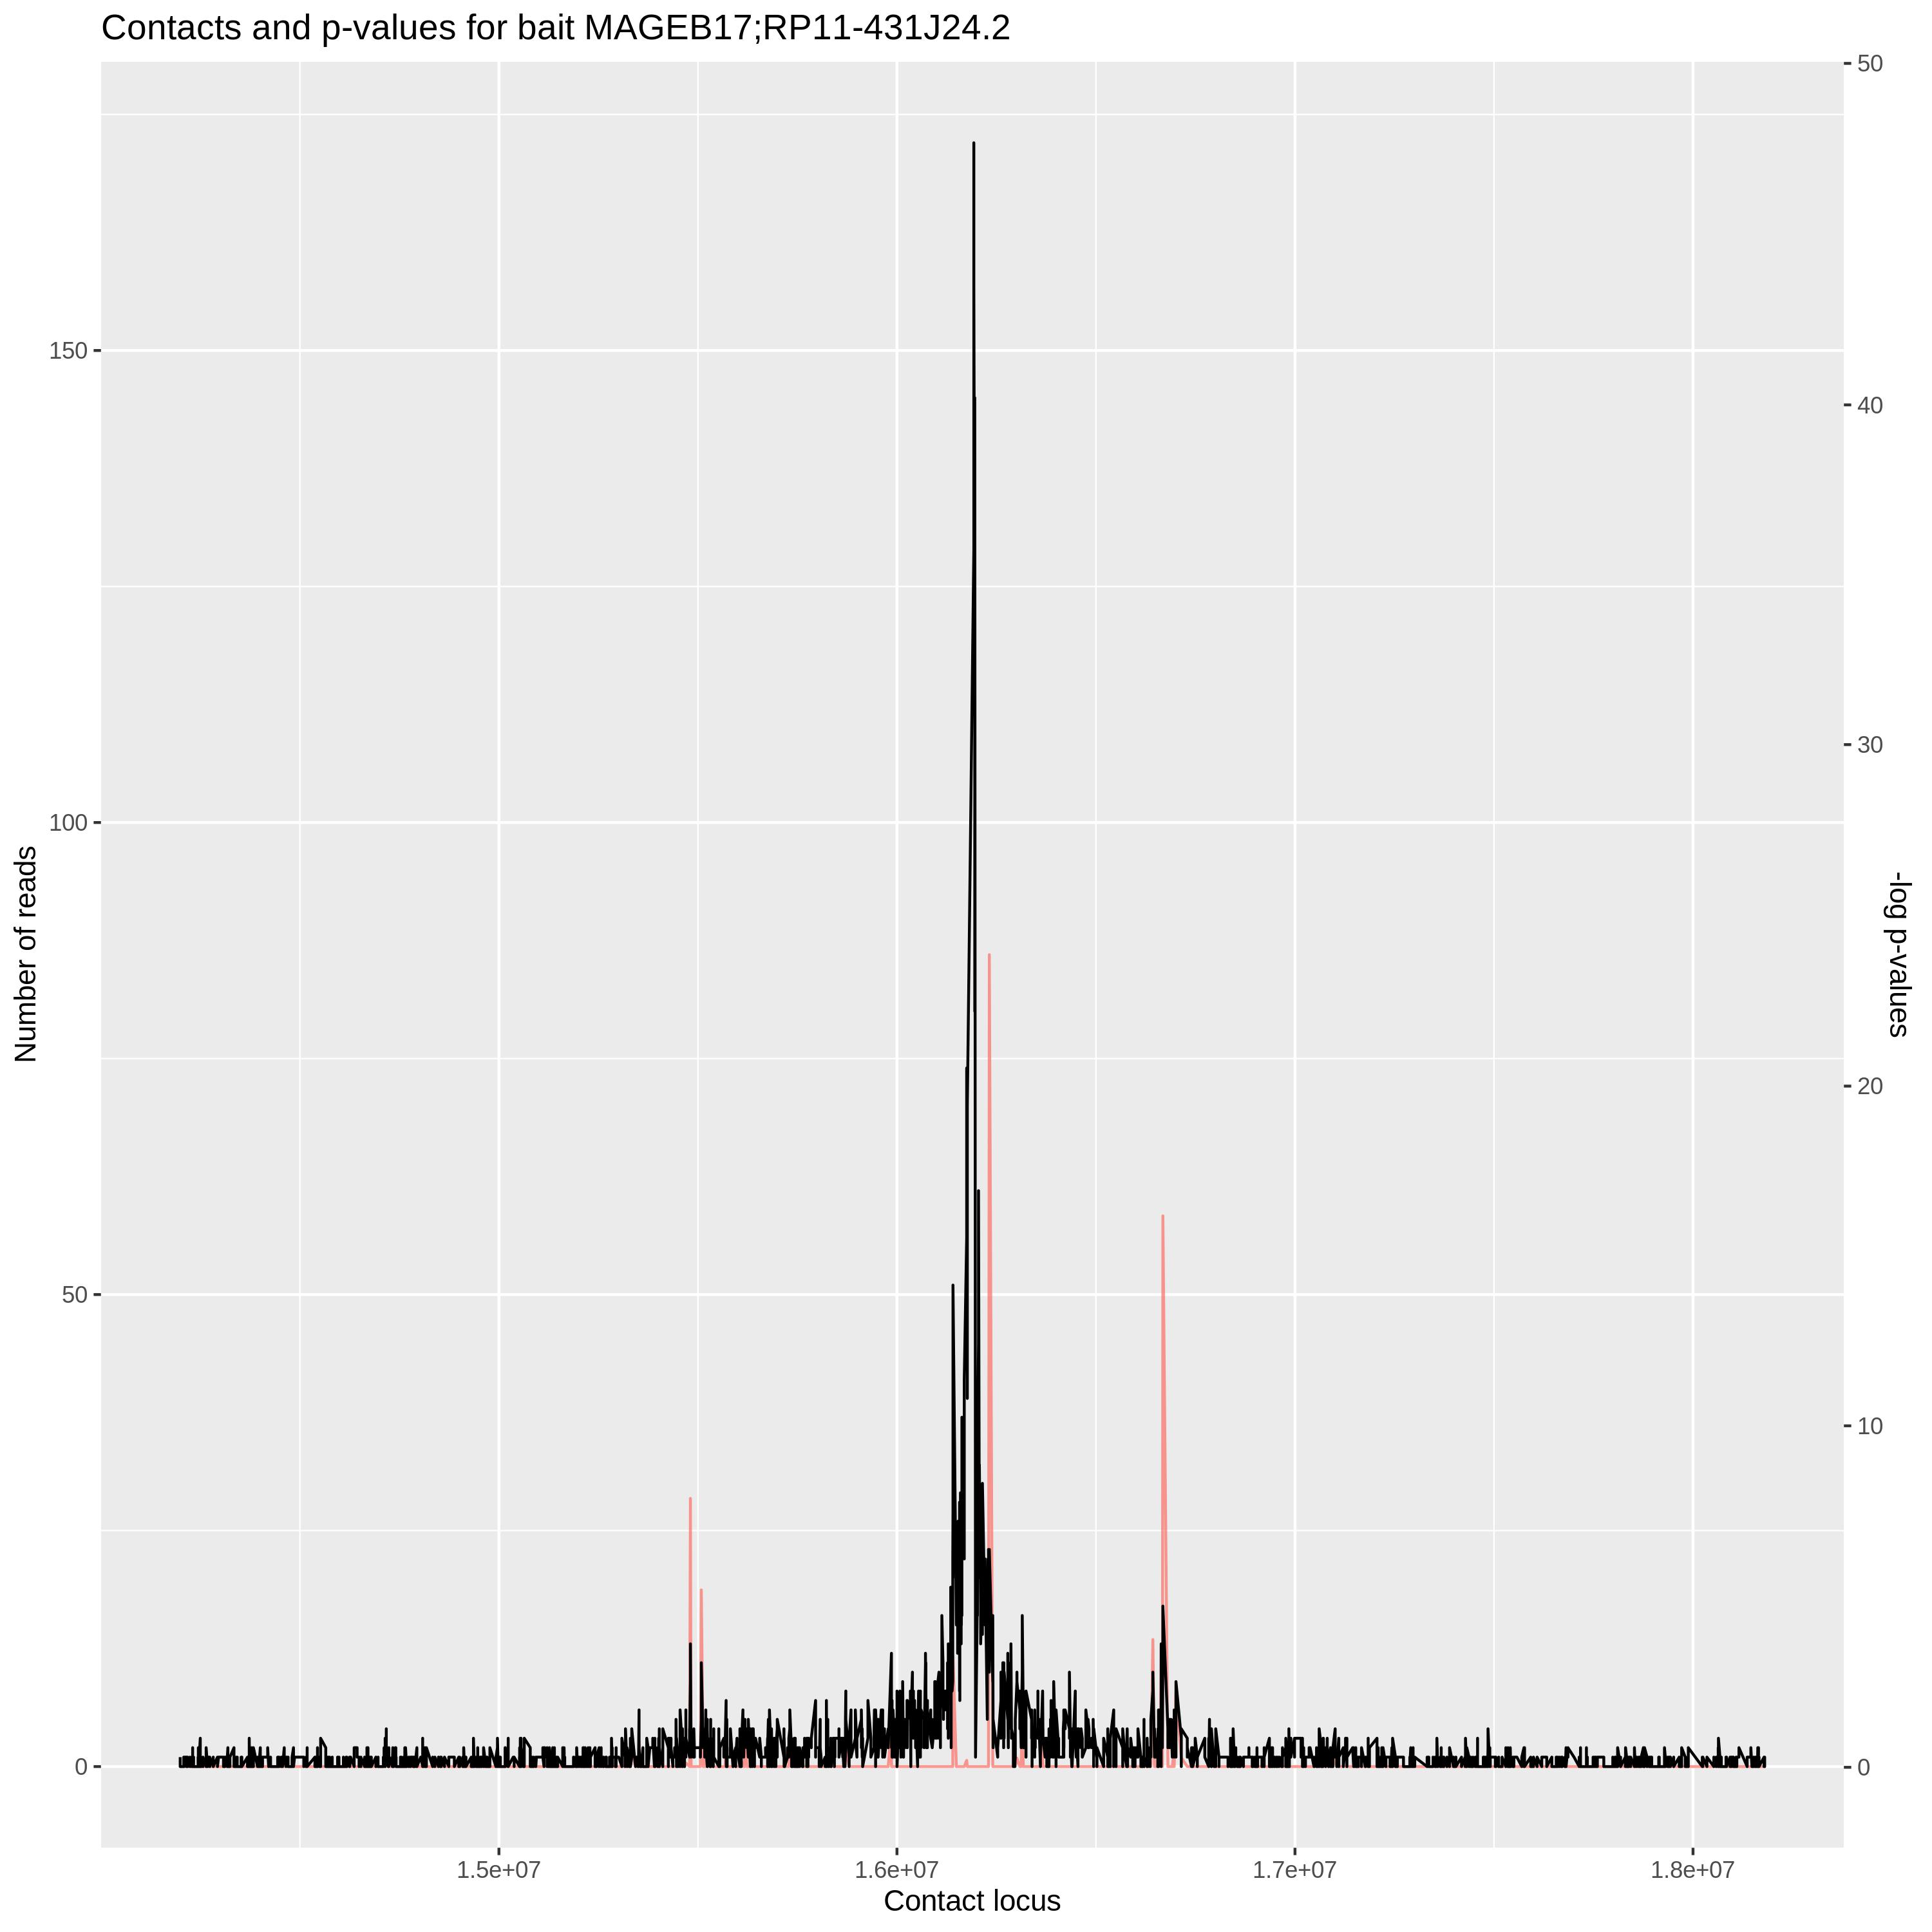 Contacts and p-values for bait MAGEB17;RP11-431J24.2
Number of reads
150
100
50
0
50
40
30
20
10
0
-log p-values
1.5e+07
1.6e+07
1.7e+07
1.8e+07
Contact locus